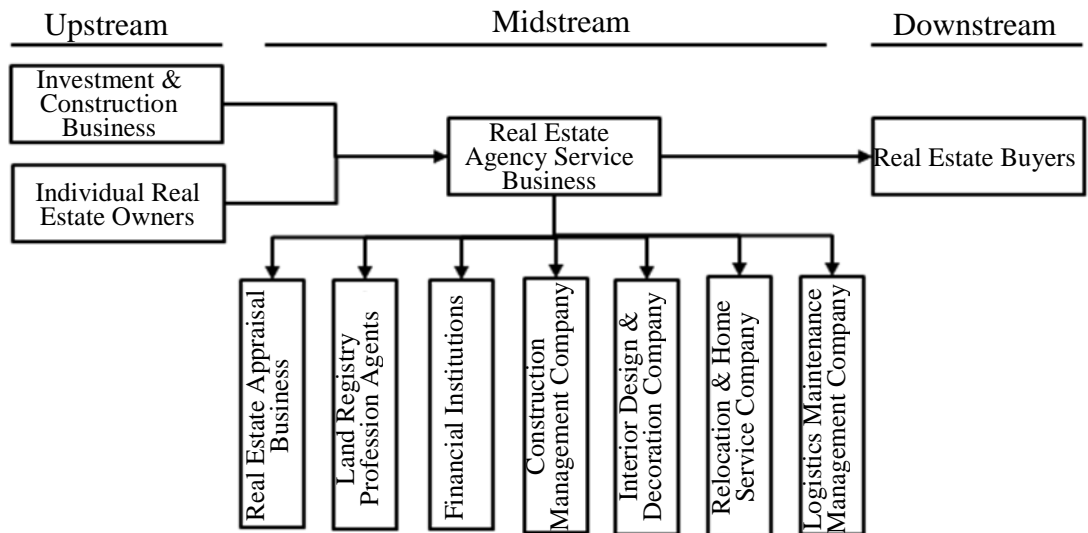 Upstream
Midstream
Downstream
Investment &
Construction
Business
Individual Real
Estate Owners
Real Estate
Agency Service
Business
Real Estate Buyers
Real Estate Appraisal
Business
Land Registry
Profession Agents
Financial Institutions
Construction
Management Company
Interior Design &
Decoration Company
Relocation & Home
Service Company
Logistics Maintenance
Management Company